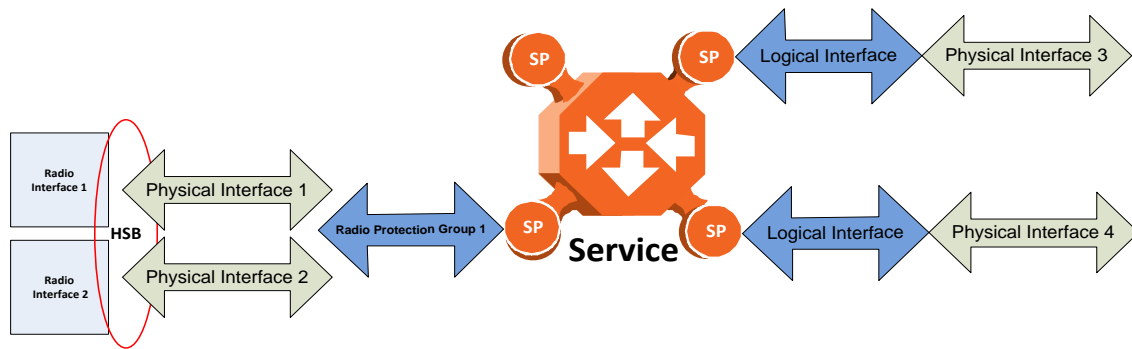 SP
SP
Logical Interface
Physical Interface 3
Radio
Interface 1
Physical Interface 1
HSB
Radio Protection Group 1
SP
SP
Logical Interface
Physical Interface 4
Service
Radio
Interface 2
Physical Interface 2